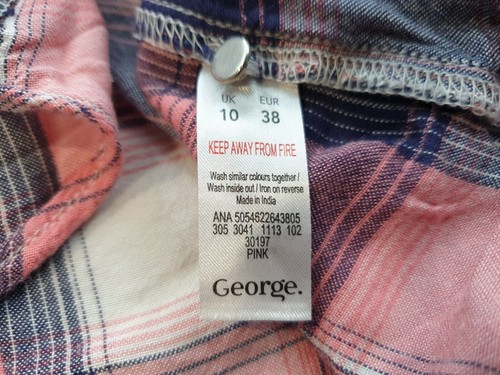 UK EUR
10 38
KEEP AWAY FROM FIRE
Wash similar colours together /
Wash inside out / Iron on reverse
Made in India
ANA 5054622643805
305 3041 1113 102
30197
PINK
George.